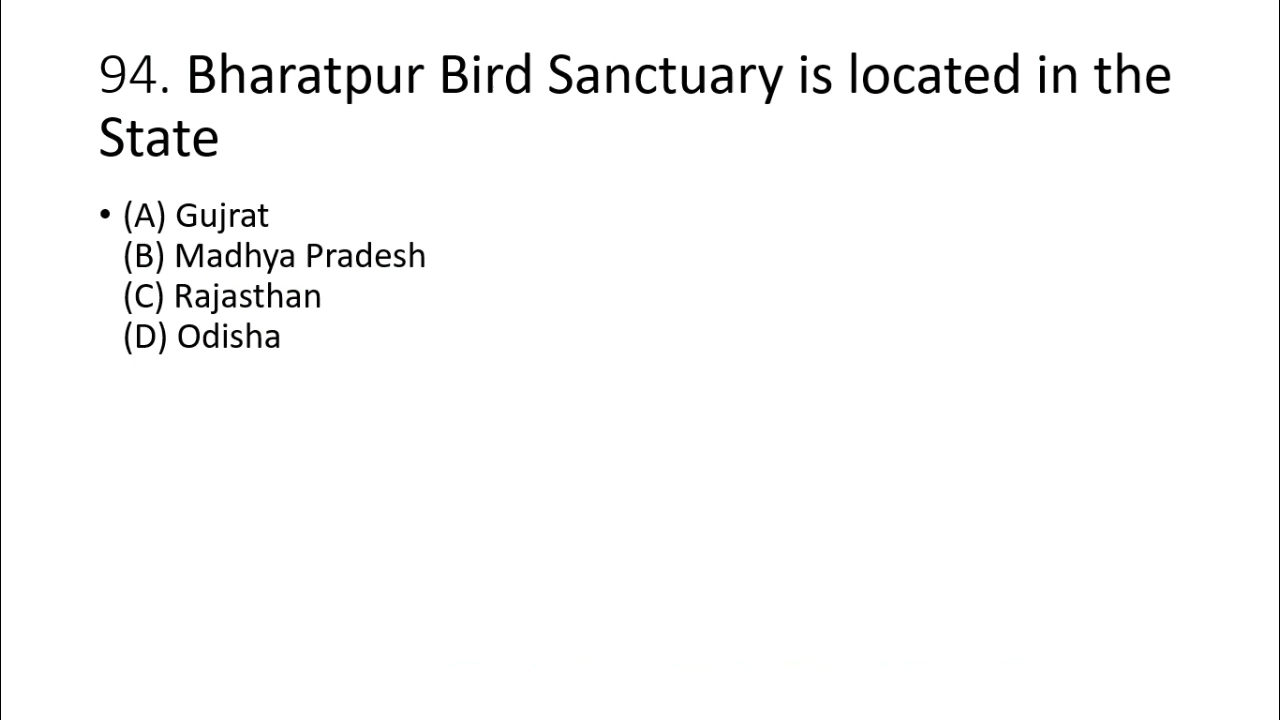 94. Bharatpur Bird Sanctuary is located in the
State
• (A) Gujrat
(B) Madhya Pradesh
(C) Rajasthan
(D) Odisha